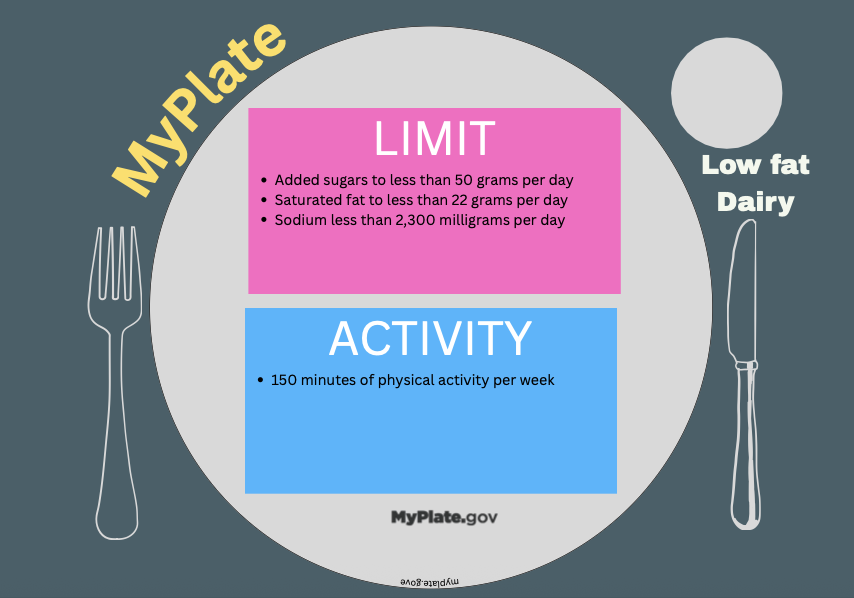 MyPlate
LIMIT
• Added sugars to less than 50 grams per day
• Saturated fat to less than 22 grams per day
• Sodium less than 2,300 milligrams per day
ACTIVITY
• 150 minutes of physical activity per week
MyPlate.gov
myplate.gove
Low fat
Dairy